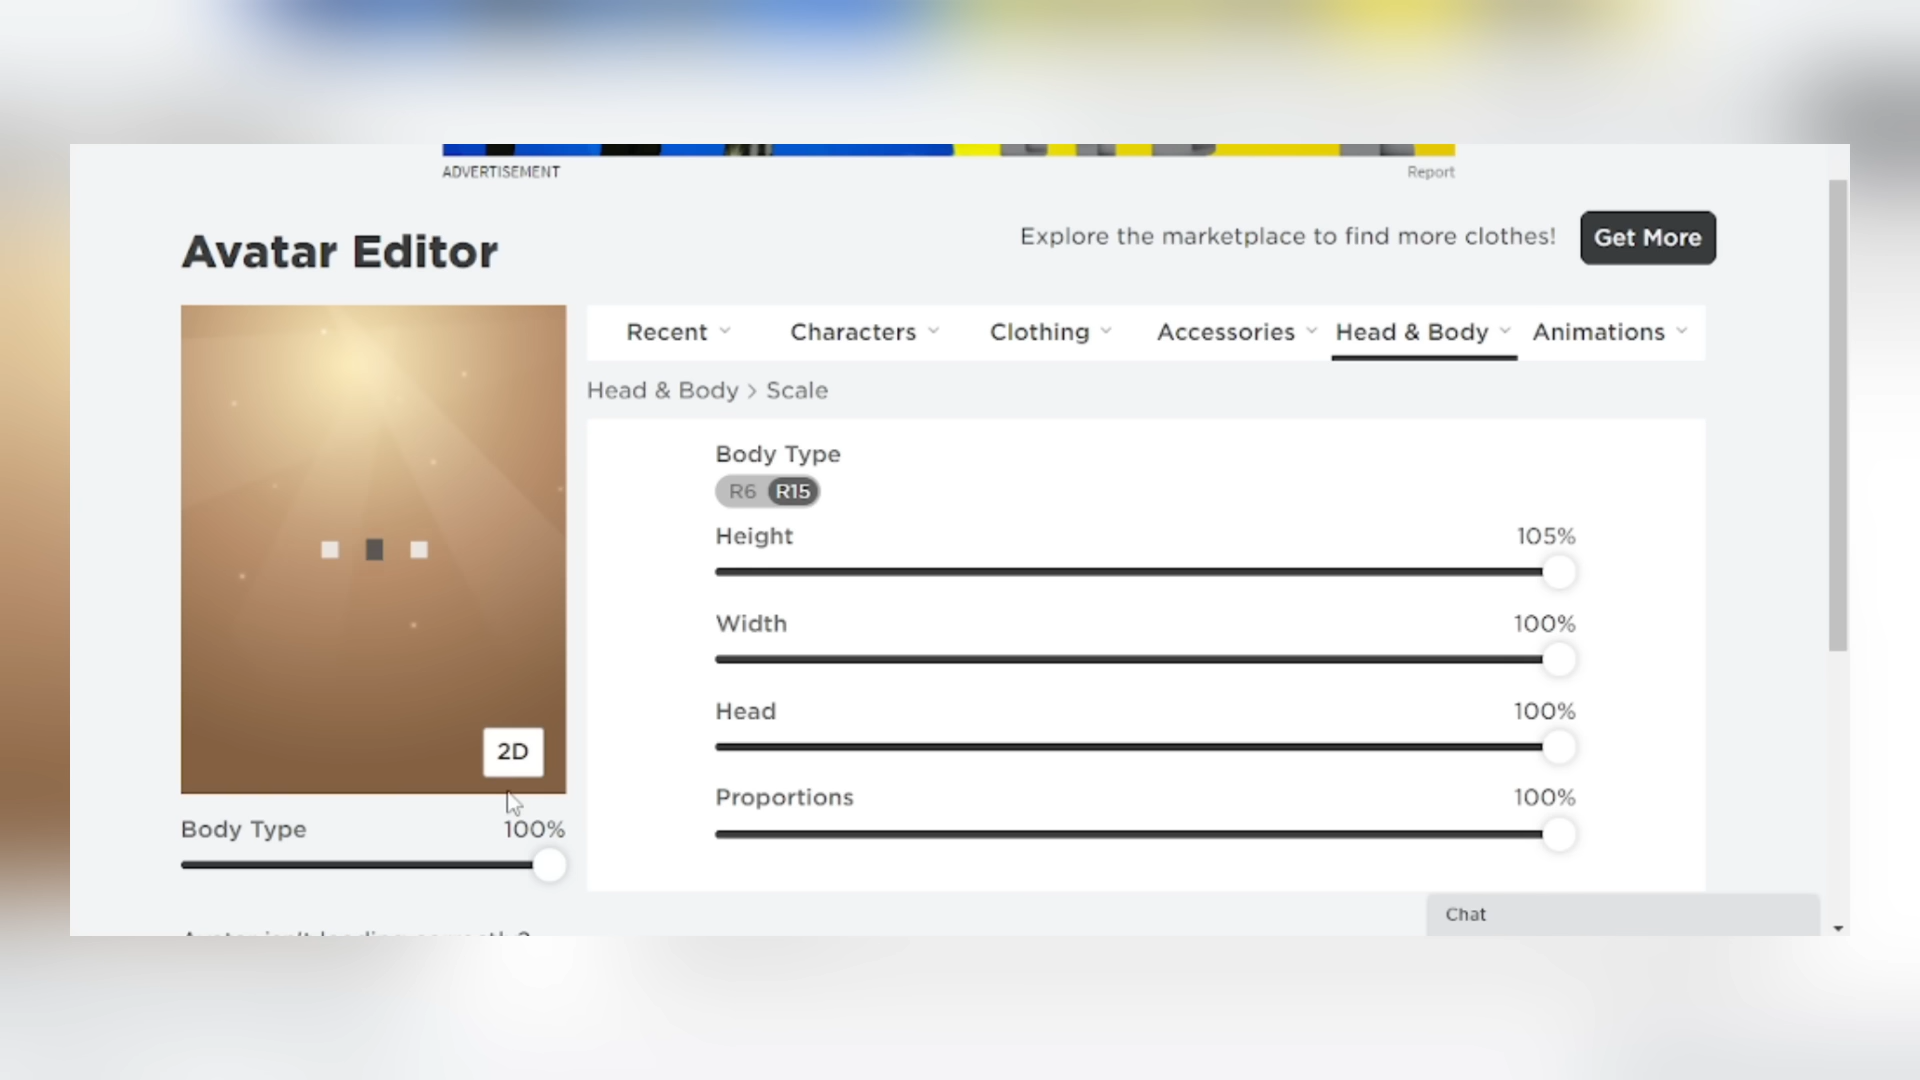 ADVERTISEMENT
Report
Avatar Editor
Explore the marketplace to find more clothes!
Get More
Recent
Characters
Clothing
Accessories
Head & Body
Animations
Head & Body > Scale
Body Type
R6 R15
Height 105%
Width 100%
Head 100%
Proportions 100%
2D
Body Type 100%
Chat